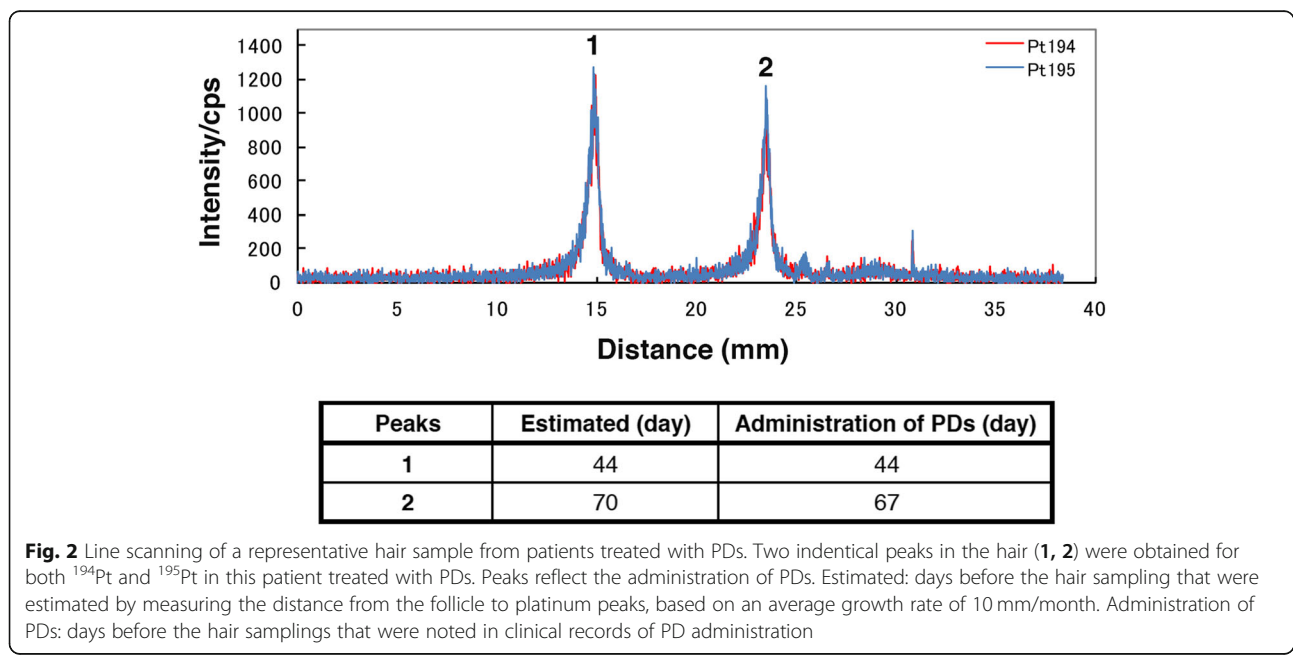 1400
1200
1000
800
600
400
200
0
Intensity/cps
1
2
Pt194
Pt195
0 5 10 15 20 25 30 35 40
Distance (mm)
Peaks Estimated (day) Administration of PDs (day)
1 44 44
2 70 67
Fig. 2 Line scanning of a representative hair sample from patients treated with PDs. Two indentical peaks in the hair (1, 2) were obtained for
both ¹⁹⁴Pt and ¹⁹⁵Pt in this patient treated with PDs. Peaks reflect the administration of PDs. Estimated: days before the hair sampling that were
estimated by measuring the distance from the follicle to platinum peaks, based on an average growth rate of 10 mm/month. Administration of
PDs: days before the hair samplings that were noted in clinical records of PD administration